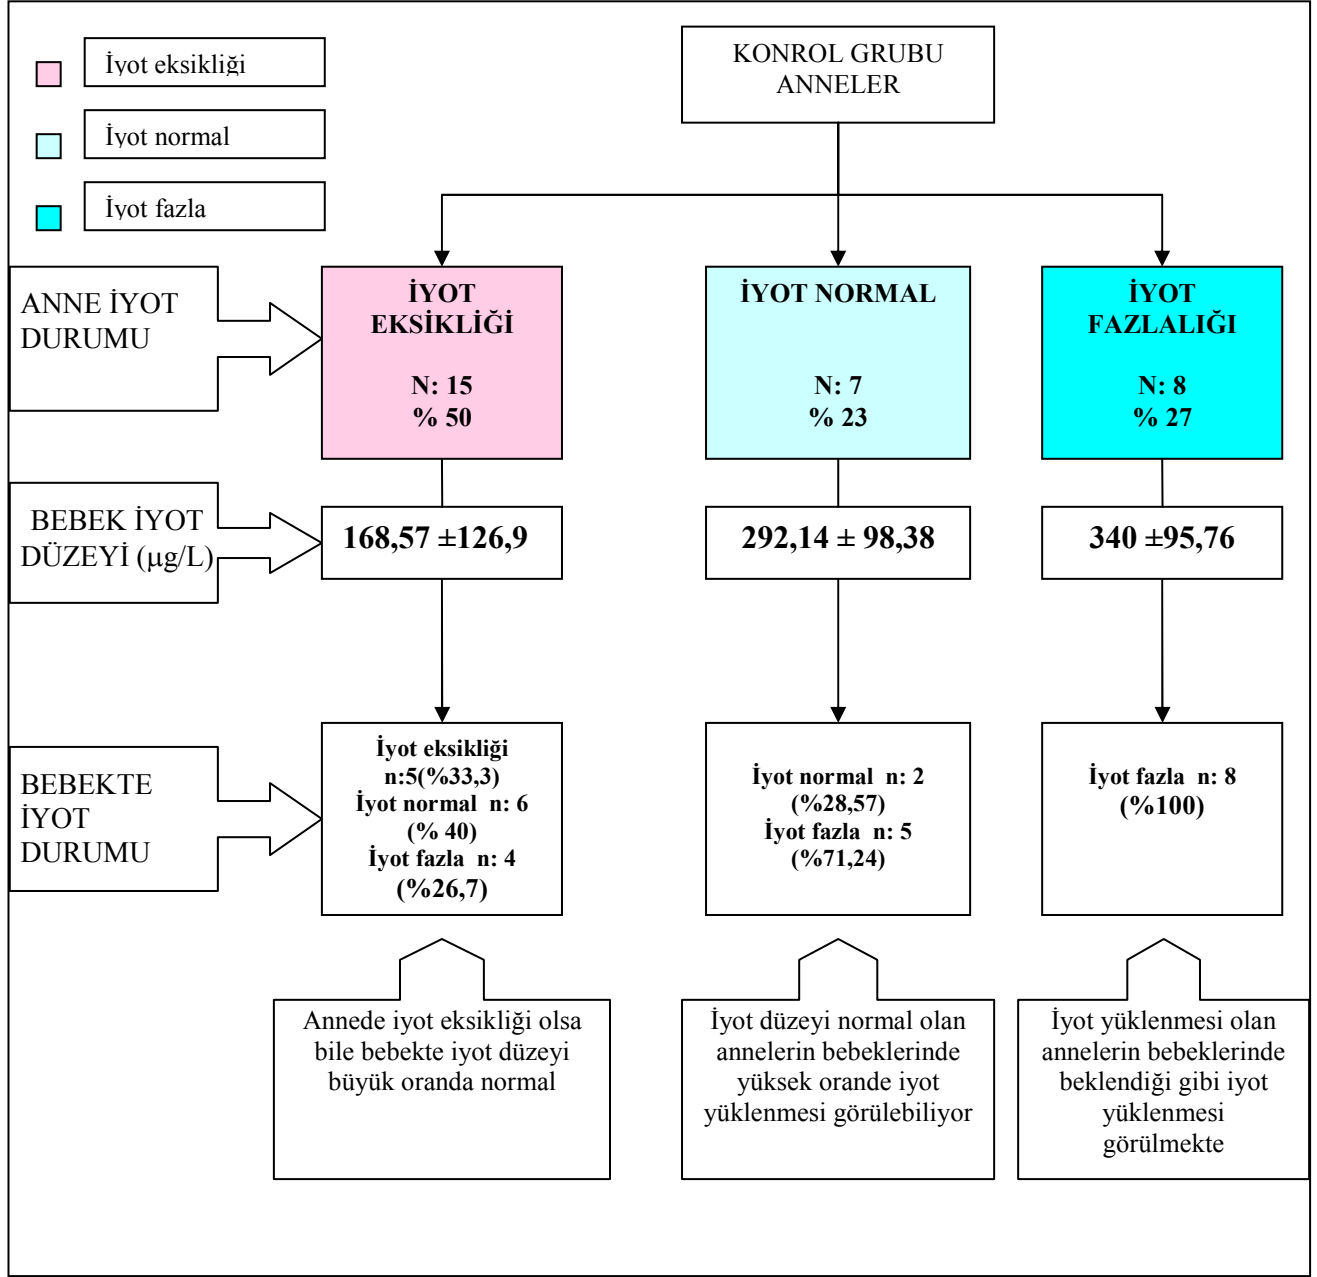 İyot eksikliği
İyot normal
İyot fazla
KONROL GRUBU
ANNELER
ANNE İYOT
DURUMU
İYOT
EKSİKLİĞİ
N: 15
% 50
İYOT NORMAL
N: 7
% 23
İYOT
FAZLALIĞI
N: 8
% 27
BEBEK İYOT
DÜZEYİ (µg/L)
168,57 ±126,9
292,14 ± 98,38
340 ±95,76
BEBEKTE
İYOT
DURUMU
İyot eksikliği
n:5(%33,3)
İyot normal n: 6
(% 40)
İyot fazla n: 4
(%26,7)
İyot normal n: 2
(%28,57)
İyot fazla n: 5
(%71,24)
İyot fazla n: 8
(%100)
Annede iyot eksikliği olsa
bile bebekte iyot düzeyi
büyük oranda normal
İyot düzeyi normal olan
annelerin bebeklerinde
yüksek orande iyot
yüklenmesi görülebiliyor
İyot yüklenmesi olan
annelerin bebeklerinde
beklendiği gibi iyot
yüklenmesi
görülmekte